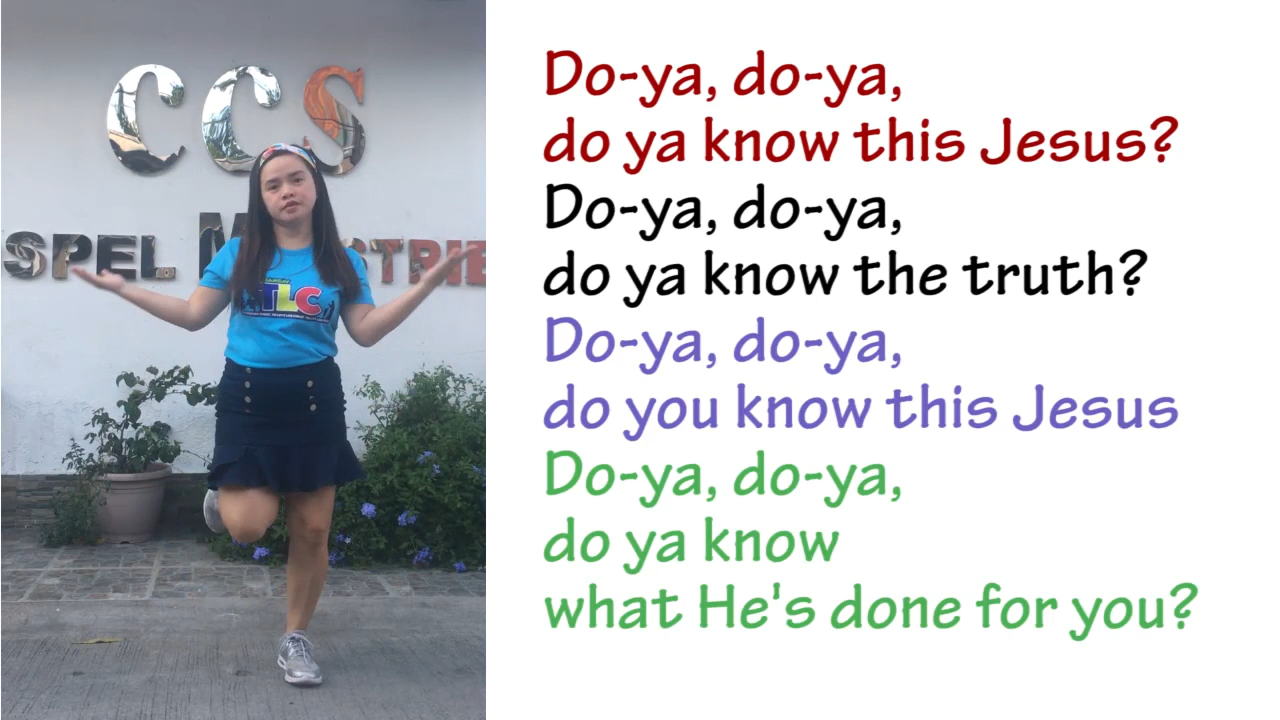 CCS
SPEL M STRIE
TLC
Do-ya, do-ya,
do ya know this Jesus?
Do-ya, do-ya,
do ya know the truth?
Do-ya, do-ya,
do you know this Jesus
Do-ya, do-ya,
do ya know
what He's done for you?